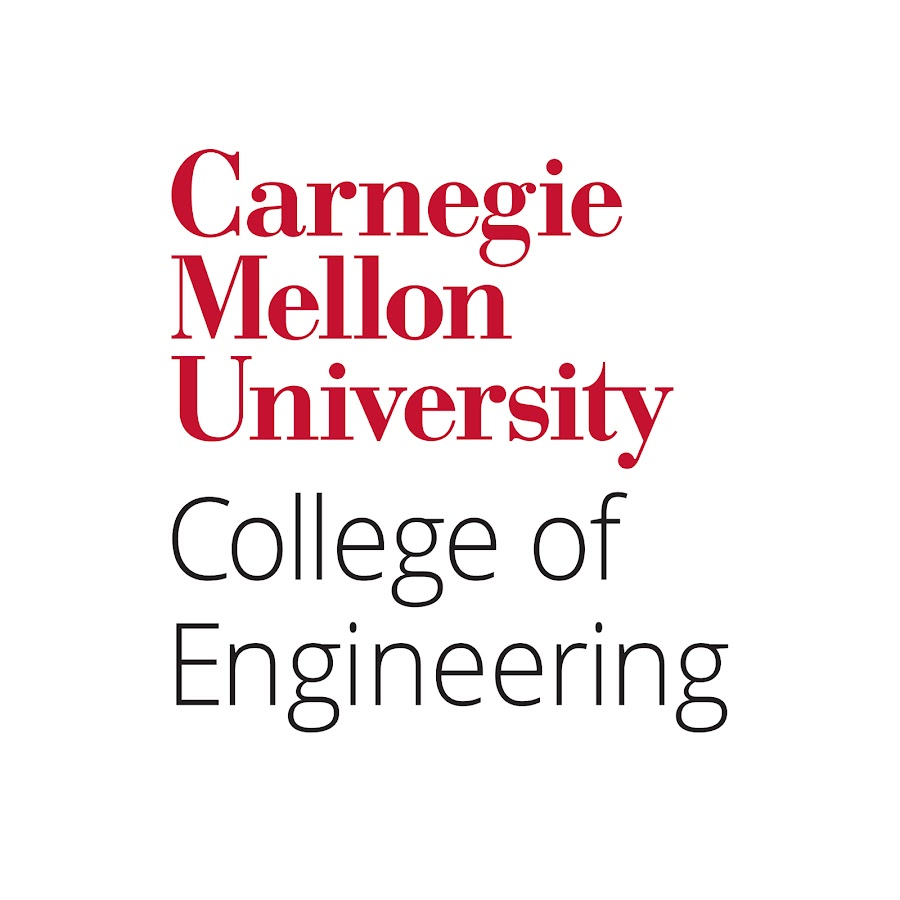 Carnegie
Mellon
University
College of
Engineering